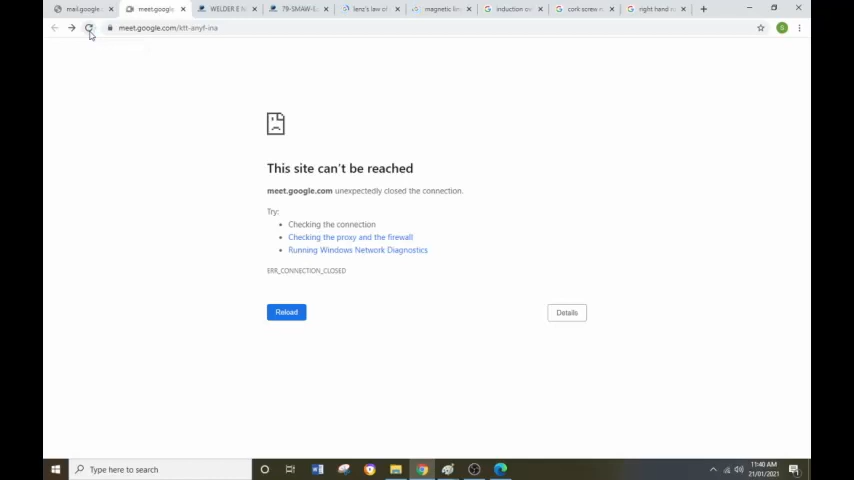 mail.google.
meet.google.
WELDER E N
79-SMAW-E
lenz's law of
magnetic lin
induction ov
cork screw r
right hand r
meet.google.com/ktt-anyf-ina
S
This site can't be reached
meet.google.com unexpectedly closed the connection.
Try:
• Checking the connection
• Checking the proxy and the firewall
• Running Windows Network Diagnostics
ERR_CONNECTION_CLOSED
Reload
Details
Type here to search
11:40 AM
21/01/2021